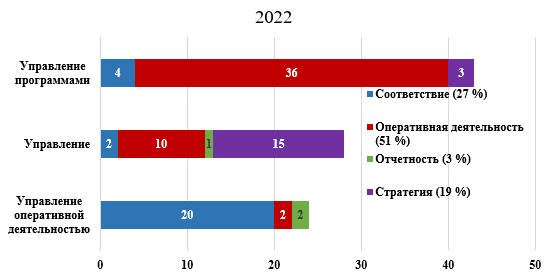 2022
Управление
программами
4
36
3
Соответствие (27 %)
Оперативная деятельность
(51 %)
Управление
2
10
1
15
Отчетность (3 %)
Стратегия (19 %)
Управление
оперативной
деятельностью
20
2
2
0
10
20
30
40
50